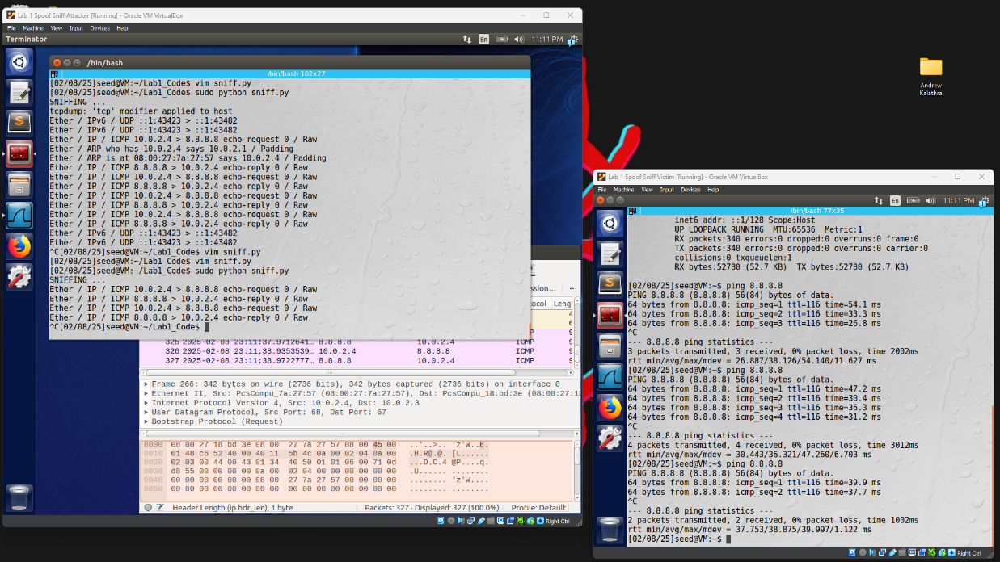 Lab 1 Spoof Sniff Attacker [Running] - Oracle VM VirtualBox
File Machine View Input Devices Help
Terminator
En
11:11 PM
/bin/bash
/bin/bash 102x27
[02/08/25]seed@VM:~/Lab1_Code$ vim sniff.py
[02/08/25]seed@VM:~/Lab1_Code$ sudo python sniff.py
SNIFFING ...
tcpdump: 'tcp' modifier applied to host
Ether / IPv6 / UDP ::1:43423 > ::1:43482
Ether / IPv6 / UDP ::1:43423 > ::1:43482
Ether / IP / ICMP 10.0.2.4 > 8.8.8.8 echo-request 0 / Raw
Ether / ARP who has 10.0.2.4 says 10.0.2.1 / Padding
Ether / ARP is at 08:00:27:7a:27:57 says 10.0.2.4 / Padding
Ether / IP / ICMP 8.8.8.8 > 10.0.2.4 echo-reply 0 / Raw
Ether / IP / ICMP 10.0.2.4 > 8.8.8.8 echo-request 0 / Raw
Ether / IP / ICMP 8.8.8.8 > 10.0.2.4 echo-reply 0 / Raw
Ether / IP / ICMP 10.0.2.4 > 8.8.8.8 echo-request 0 / Raw
Ether / IP / ICMP 8.8.8.8 > 10.0.2.4 echo-reply 0 / Raw
Ether / IP / ICMP 10.0.2.4 > 8.8.8.8 echo-request 0 / Raw
Ether / IP / ICMP 8.8.8.8 > 10.0.2.4 echo-reply 0 / Raw
Ether / IPv6 / UDP ::1:43423 > ::1:43482
Ether / IPv6 / UDP ::1:43423 > ::1:43482
^C[02/08/25]seed@VM:~/Lab1_Code$ vim sniff.py
[02/08/25]seed@VM:~/Lab1_Code$ vim sniff.py
[02/08/25]seed@VM:~/Lab1_Code$ sudo python sniff.py
SNIFFING ...
Ether / IP / ICMP 10.0.2.4 > 8.8.8.8 echo-request 0 / Raw
Ether / IP / ICMP 8.8.8.8 > 10.0.2.4 echo-reply 0 / Raw
Ether / IP / ICMP 10.0.2.4 > 8.8.8.8 echo-request 0 / Raw
Ether / IP / ICMP 8.8.8.8 > 10.0.2.4 echo-reply 0 / Raw
^C[02/08/25]seed@VM:~/Lab1_Code$
ssion... +
ocol Lengt
325 2025-02-08 23:11:37.9712641... 8.8.8.8 10.0.2.4 ICMP 9
326 2025-02-08 23:11:38.9353539... 10.0.2.4 8.8.8.8 ICMP 9
327 2025-02-08 23:11:38.9722777... 8.8.8.8 10.0.2.4 ICMP 9
Frame 266: 342 bytes on wire (2736 bits), 342 bytes captured (2736 bits) on interface 0
Ethernet II, Src: PcsCompu_7a:27:57 (08:00:27:7a:27:57), Dst: PcsCompu_18:bd:3e (08:00:27:18
Internet Protocol Version 4, Src: 10.0.2.4, Dst: 10.0.2.3
User Datagram Protocol, Src Port: 68, Dst Port: 67
Bootstrap Protocol (Request)
0000 08 00 27 18 bd 3e 08 00 27 7a 27 57 08 00 45 00 ..'..>.. 'z'W..E.
0010 01 48 c6 52 40 00 40 11 5b 4c 0a 00 02 04 0a 00 .H.R@.@. [L......
0020 02 03 00 44 00 43 01 34 40 50 01 01 06 00 71 0d ...D.C.4 @P....q.
0030 d8 55 00 00 00 00 0a 00 02 04 00 00 00 00 00 00 .U...... ........
0040 00 00 00 00 00 00 08 00 27 7a 27 57 00 00 00 00 ........ 'z'W....
0050 00 00 00 00 00 00 00 00 00 00 00 00 00 00 00 00 ........ ........
Header Length (ip.hdr_len), 1 byte
Packets: 327 · Displayed: 327 (100.0%)
Profile: Default
Right Ctrl
Andrew
Kalathra
Lab 1 Spoof Sniff Victim [Running] - Oracle VM VirtualBox
File Machine View Input Devices Help
En
11:11 PM
/bin/bash 77x35
inet6 addr: ::1/128 Scope:Host
UP LOOPBACK RUNNING MTU:65536 Metric:1
RX packets:340 errors:0 dropped:0 overruns:0 frame:0
TX packets:340 errors:0 dropped:0 overruns:0 carrier:0
collisions:0 txqueuelen:1
RX bytes:52780 (52.7 KB) TX bytes:52780 (52.7 KB)
[02/08/25]seed@VM:~$ ping 8.8.8.8
PING 8.8.8.8 (8.8.8.8) 56(84) bytes of data.
64 bytes from 8.8.8.8: icmp_seq=1 ttl=116 time=54.1 ms
64 bytes from 8.8.8.8: icmp_seq=2 ttl=116 time=33.3 ms
64 bytes from 8.8.8.8: icmp_seq=3 ttl=116 time=26.8 ms
^C
--- 8.8.8.8 ping statistics ---
3 packets transmitted, 3 received, 0% packet loss, time 2002ms
rtt min/avg/max/mdev = 26.887/38.126/54.140/11.627 ms
[02/08/25]seed@VM:~$ ping 8.8.8.8
PING 8.8.8.8 (8.8.8.8) 56(84) bytes of data.
64 bytes from 8.8.8.8: icmp_seq=1 ttl=116 time=47.2 ms
64 bytes from 8.8.8.8: icmp_seq=2 ttl=116 time=30.4 ms
64 bytes from 8.8.8.8: icmp_seq=3 ttl=116 time=36.3 ms
64 bytes from 8.8.8.8: icmp_seq=4 ttl=116 time=31.2 ms
^C
--- 8.8.8.8 ping statistics ---
4 packets transmitted, 4 received, 0% packet loss, time 3012ms
rtt min/avg/max/mdev = 30.443/36.321/47.260/6.703 ms
[02/08/25]seed@VM:~$ ping 8.8.8.8
PING 8.8.8.8 (8.8.8.8) 56(84) bytes of data.
64 bytes from 8.8.8.8: icmp_seq=1 ttl=116 time=39.9 ms
64 bytes from 8.8.8.8: icmp_seq=2 ttl=116 time=37.7 ms
^C
--- 8.8.8.8 ping statistics ---
2 packets transmitted, 2 received, 0% packet loss, time 1002ms
rtt min/avg/max/mdev = 37.753/38.875/39.997/1.122 ms
[02/08/25]seed@VM:~$
Right Ctrl